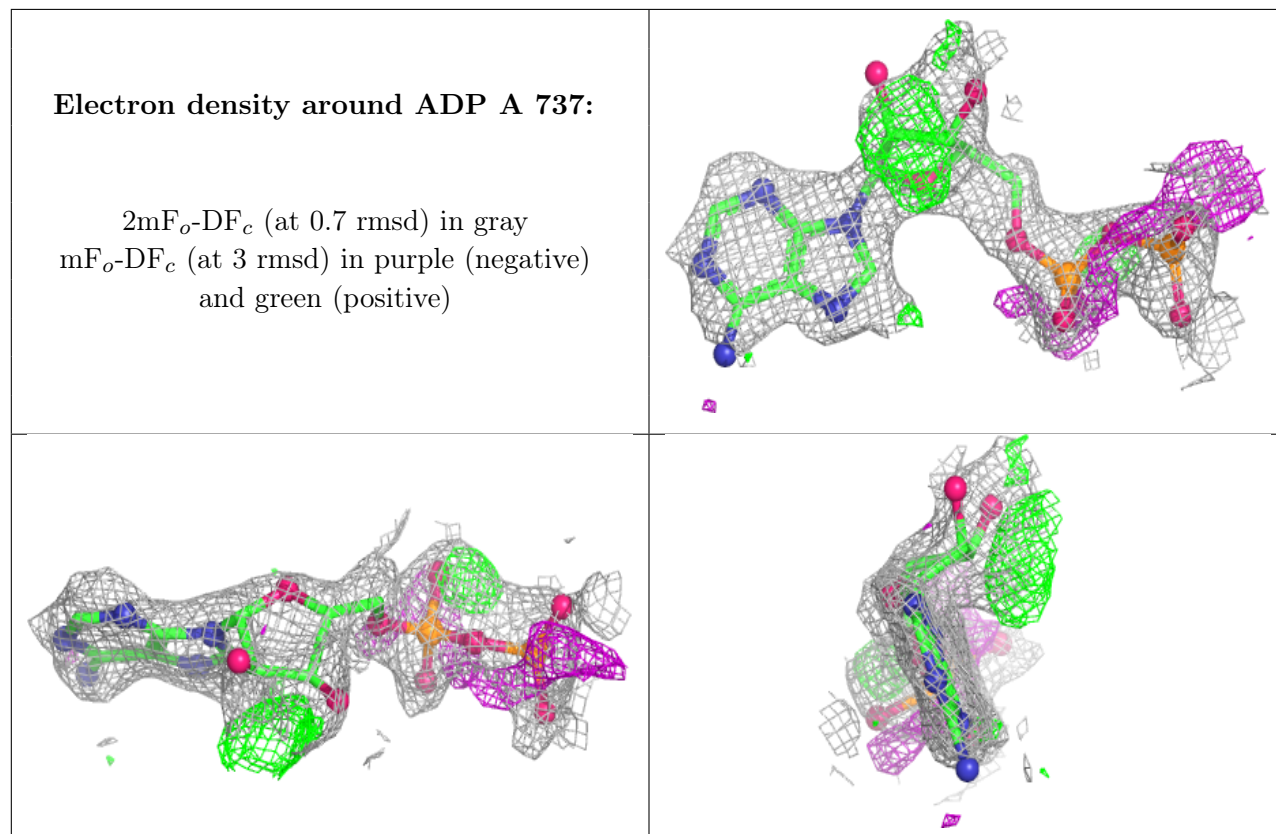 Electron density around ADP A 737:
2mFo-DFc (at 0.7 rmsd) in gray
mFo-DFc (at 3 rmsd) in purple (negative)
and green (positive)